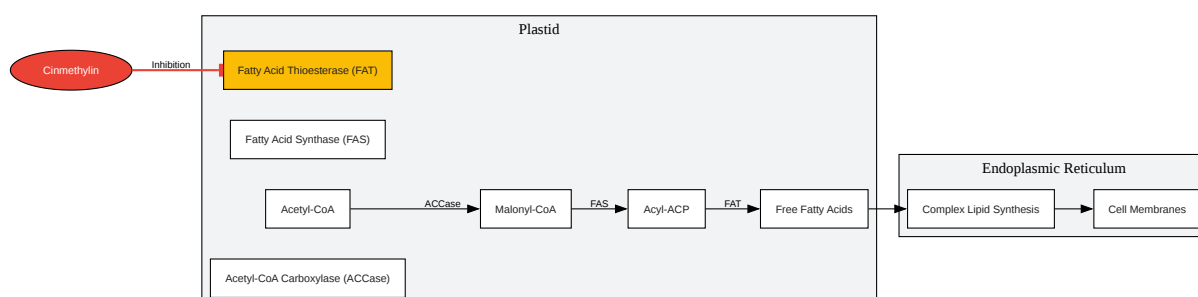 Plastid
Cinmethylin
Inhibition
Fatty Acid Thioesterase (FAT)
Fatty Acid Synthase (FAS)
Endoplasmic Reticulum
Acetyl-CoA
ACCase
Malonyl-CoA
FAS
Acyl-ACP
FAT
Free Fatty Acids
Complex Lipid Synthesis
Cell Membranes
Acetyl-CoA Carboxylase (ACCase)